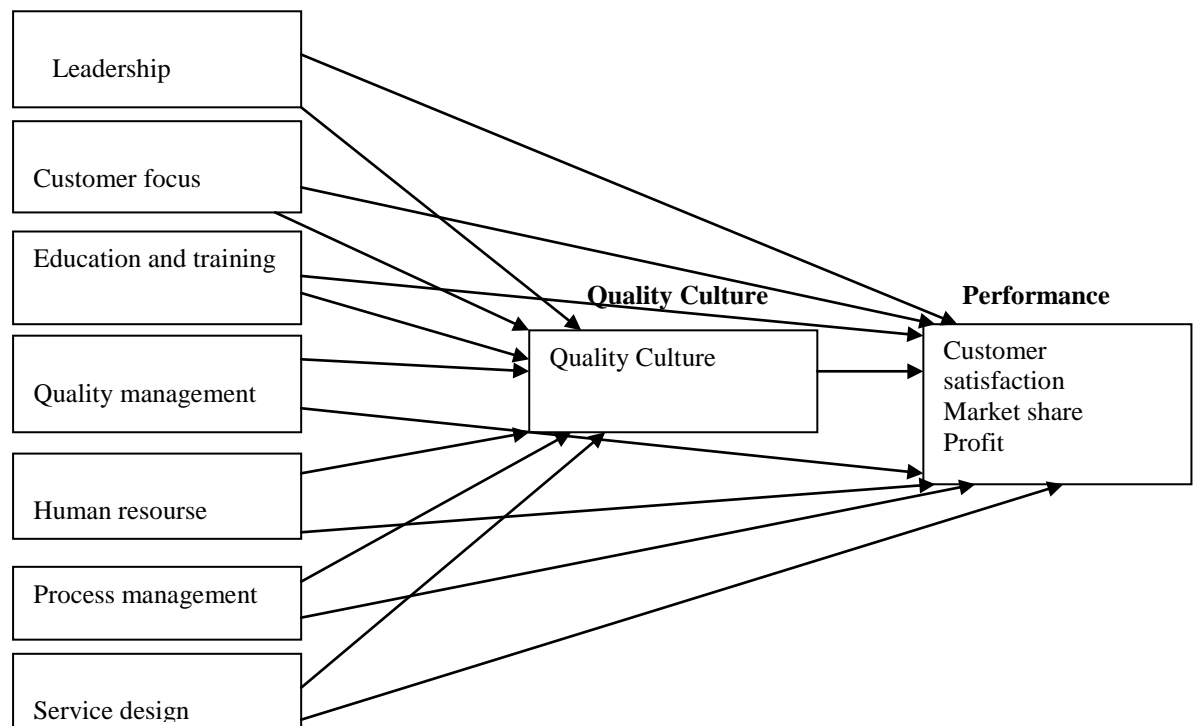 Leadership
Customer focus
Education and training
Quality management
Human resourse
Process management
Service design
Quality Culture
Quality Culture
Performance
Customer
satisfaction
Market share
Profit